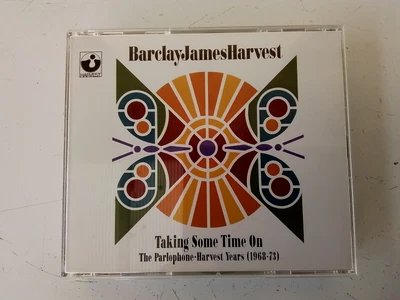 BarclayJamesHarvest
Taking Some Time On
The Parlophone-Harvest Years (1968-73)